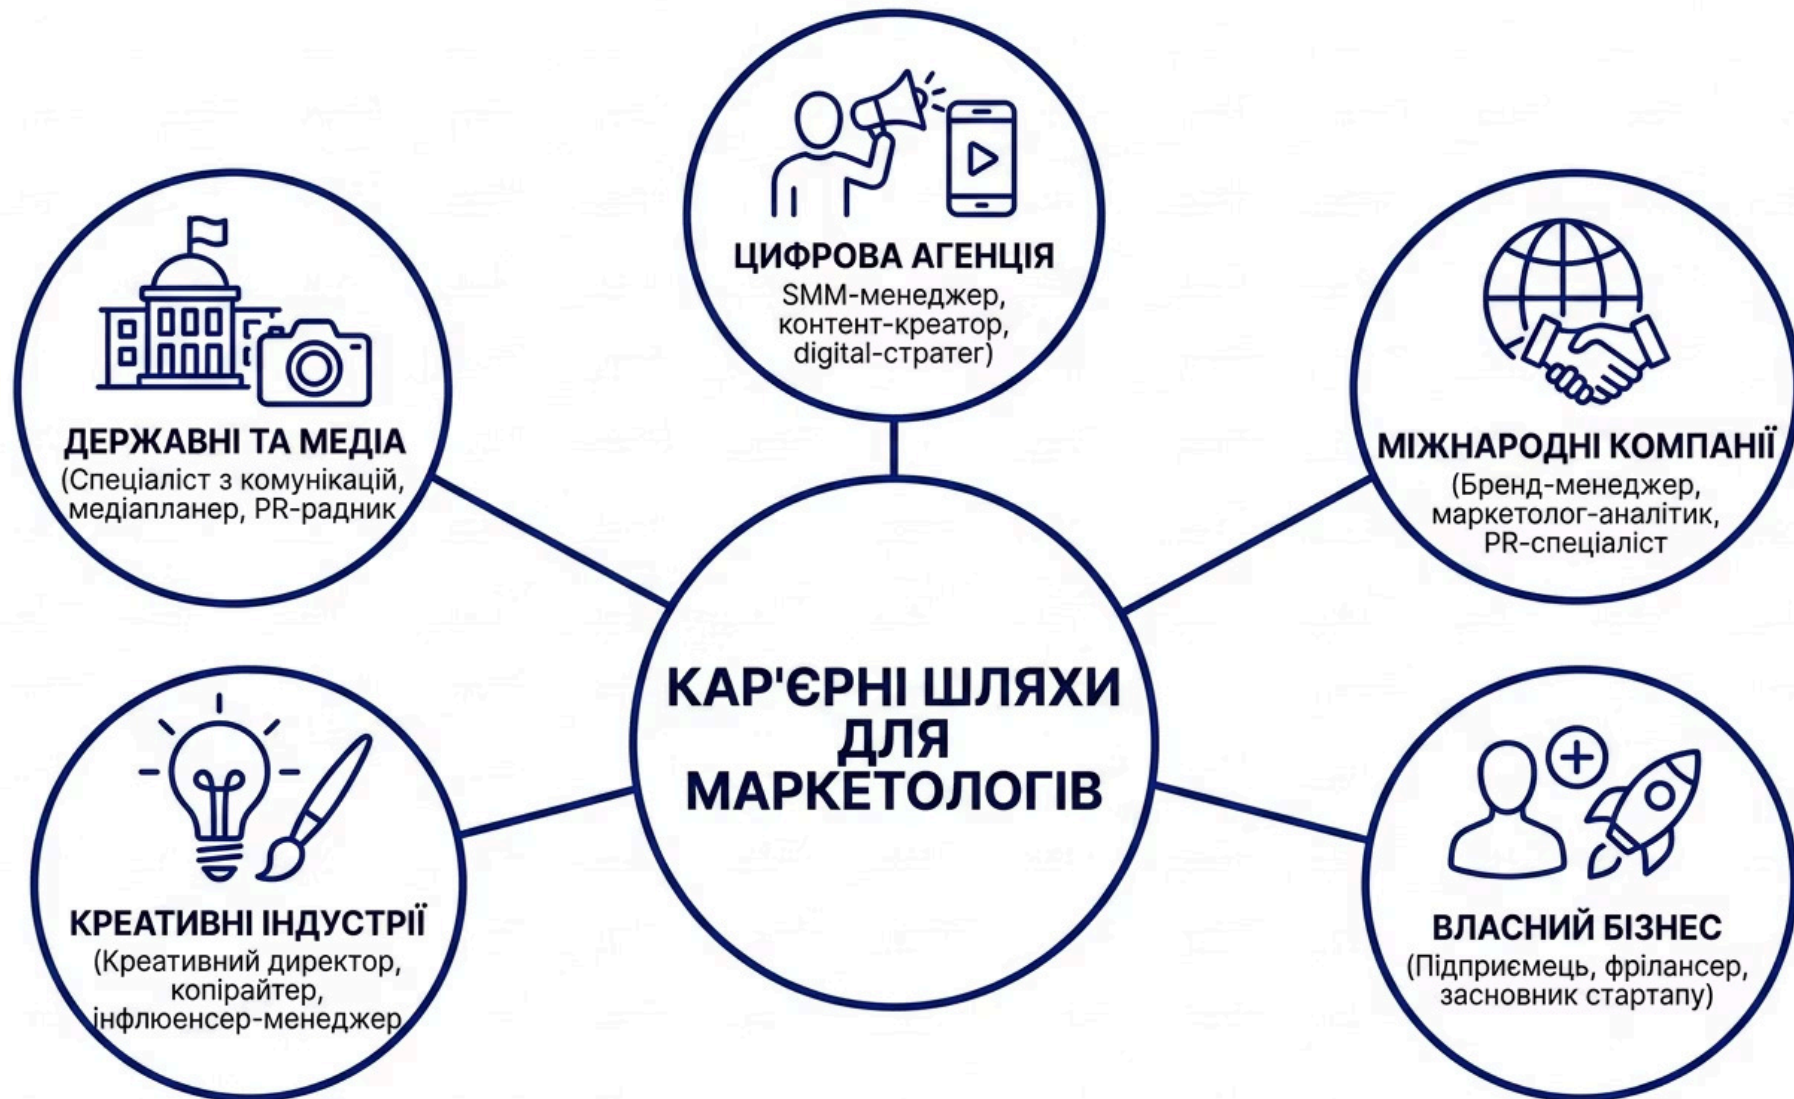 ЦИФРОВА АГЕНЦІЯ
SMM-менеджер,
контент-креатор,
digital-стратег)
ДЕРЖАВНІ ТА МЕДІА
(Спеціаліст з комунікацій,
медіапланер, PR-радник
МІЖНАРОДНІ КОМПАНІЇ
(Бренд-менеджер,
маркетолог-аналітик,
PR-спеціаліст
КАР'ЄРНІ ШЛЯХИ
ДЛЯ
МАРКЕТОЛОГІВ
КРЕАТИВНІ ІНДУСТРІЇ
(Креативний директор,
копірайтер,
інфлюенсер-менеджер
ВЛАСНИЙ БІЗНЕС
(Підприємець, фрілансер,
засновник стартапу)